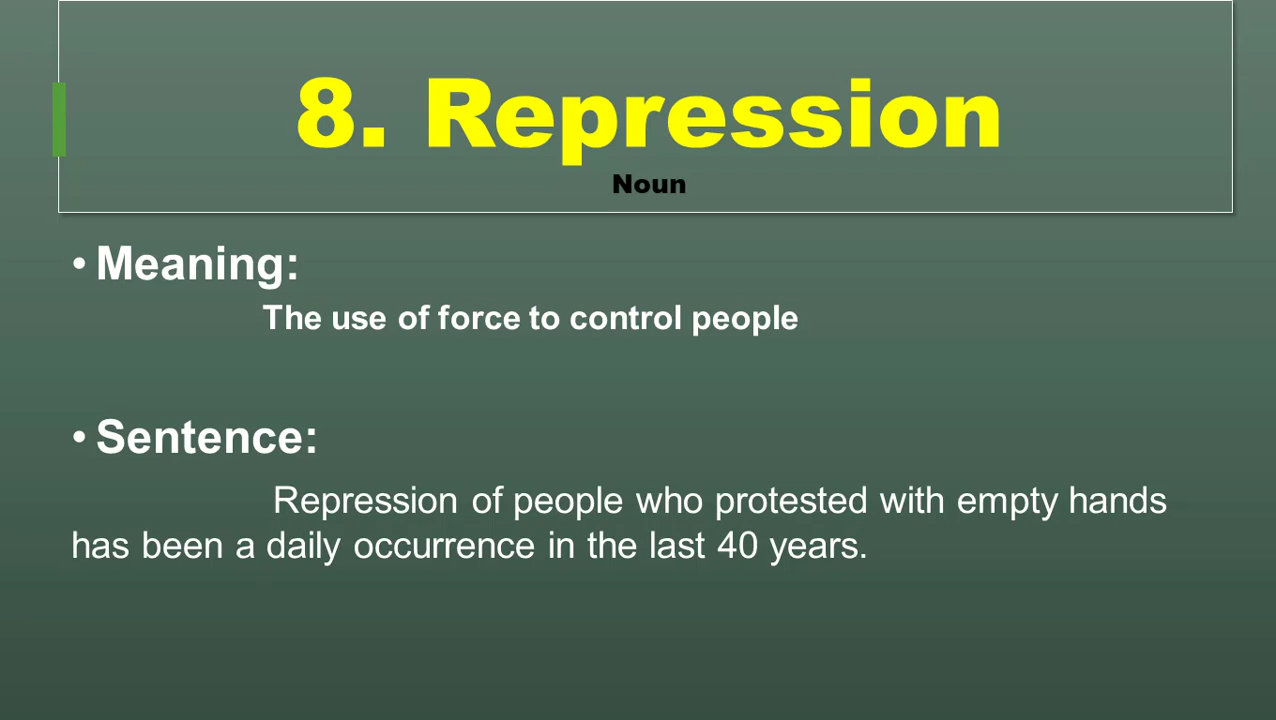 8. Repression
Noun
• Meaning:
The use of force to control people
• Sentence:
Repression of people who protested with empty hands
has been a daily occurrence in the last 40 years.